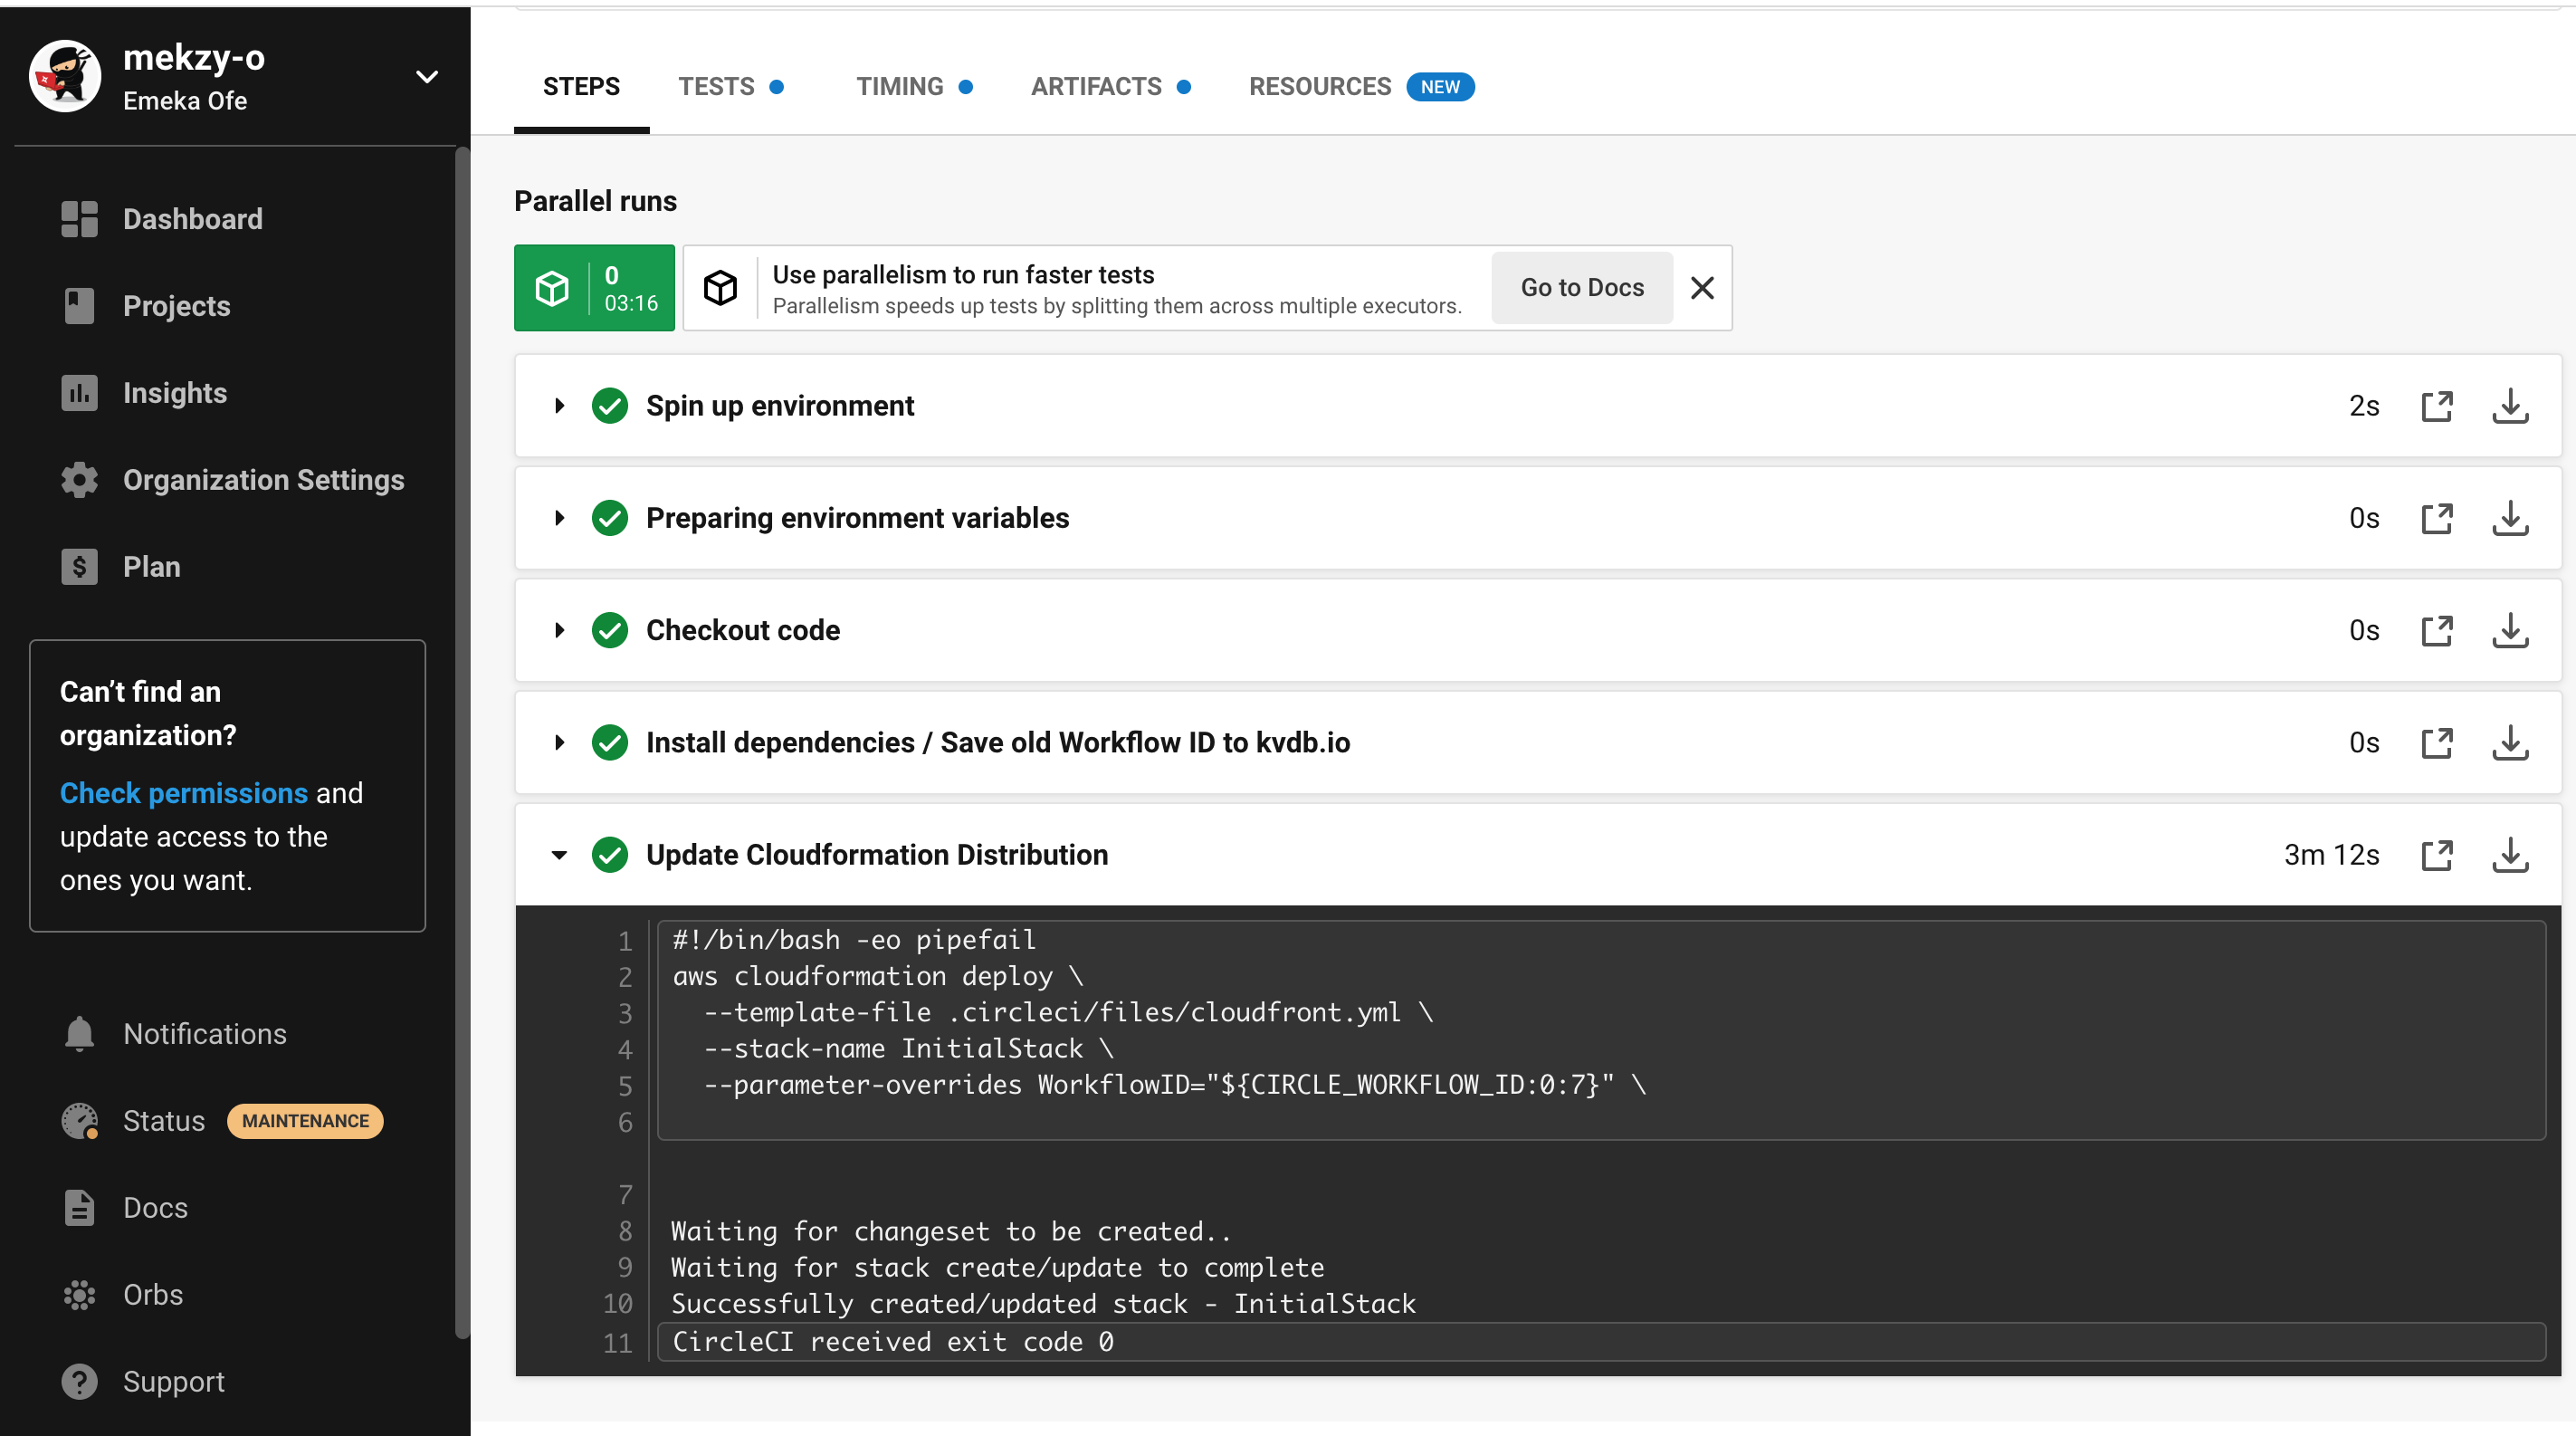 mekzy-o
Emeka Ofe
Dashboard
Projects
Insights
Organization Settings
Plan
Can't find an
organization?
Check permissions and
update access to the
ones you want.
Notifications
Status MAINTENANCE
Docs
Orbs
Support
STEPS TESTS TIMING ARTIFACTS RESOURCES NEW
Parallel runs
0
03:16
Use parallelism to run faster tests
Parallelism speeds up tests by splitting them across multiple executors.
Go to Docs
Spin up environment 2s
Preparing environment variables 0s
Checkout code 0s
Install dependencies / Save old Workflow ID to kvdb.io 0s
Update Cloudformation Distribution 3m 12s
1 #!/bin/bash -eo pipefail
2 aws cloudformation deploy \
3 --template-file .circleci/files/cloudfront.yml \
4 --stack-name InitialStack \
5 --parameter-overrides WorkflowID="${CIRCLE_WORKFLOW_ID:0:7}" \
6
7
8 Waiting for changeset to be created..
9 Waiting for stack create/update to complete
10 Successfully created/updated stack - InitialStack
11 CircleCI received exit code 0